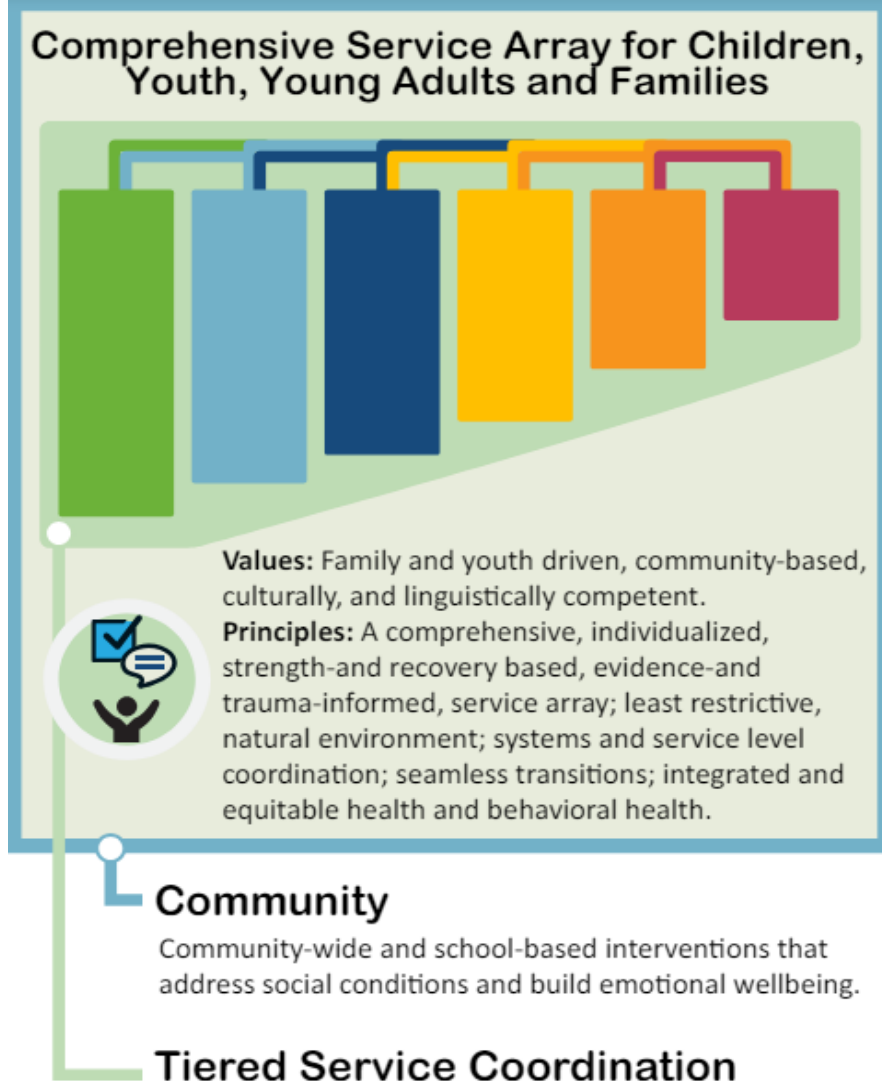 Comprehensive Service Array for Children,
Youth, Young Adults and Families
Values: Family and youth driven, community-based,
culturally, and linguistically competent.
Principles: A comprehensive, individualized,
strength-and recovery based, evidence-and
trauma-informed, service array; least restrictive,
natural environment; systems and service level
coordination; seamless transitions; integrated and
equitable health and behavioral health.
Community
Community-wide and school-based interventions that
address social conditions and build emotional wellbeing.
Tiered Service Coordination